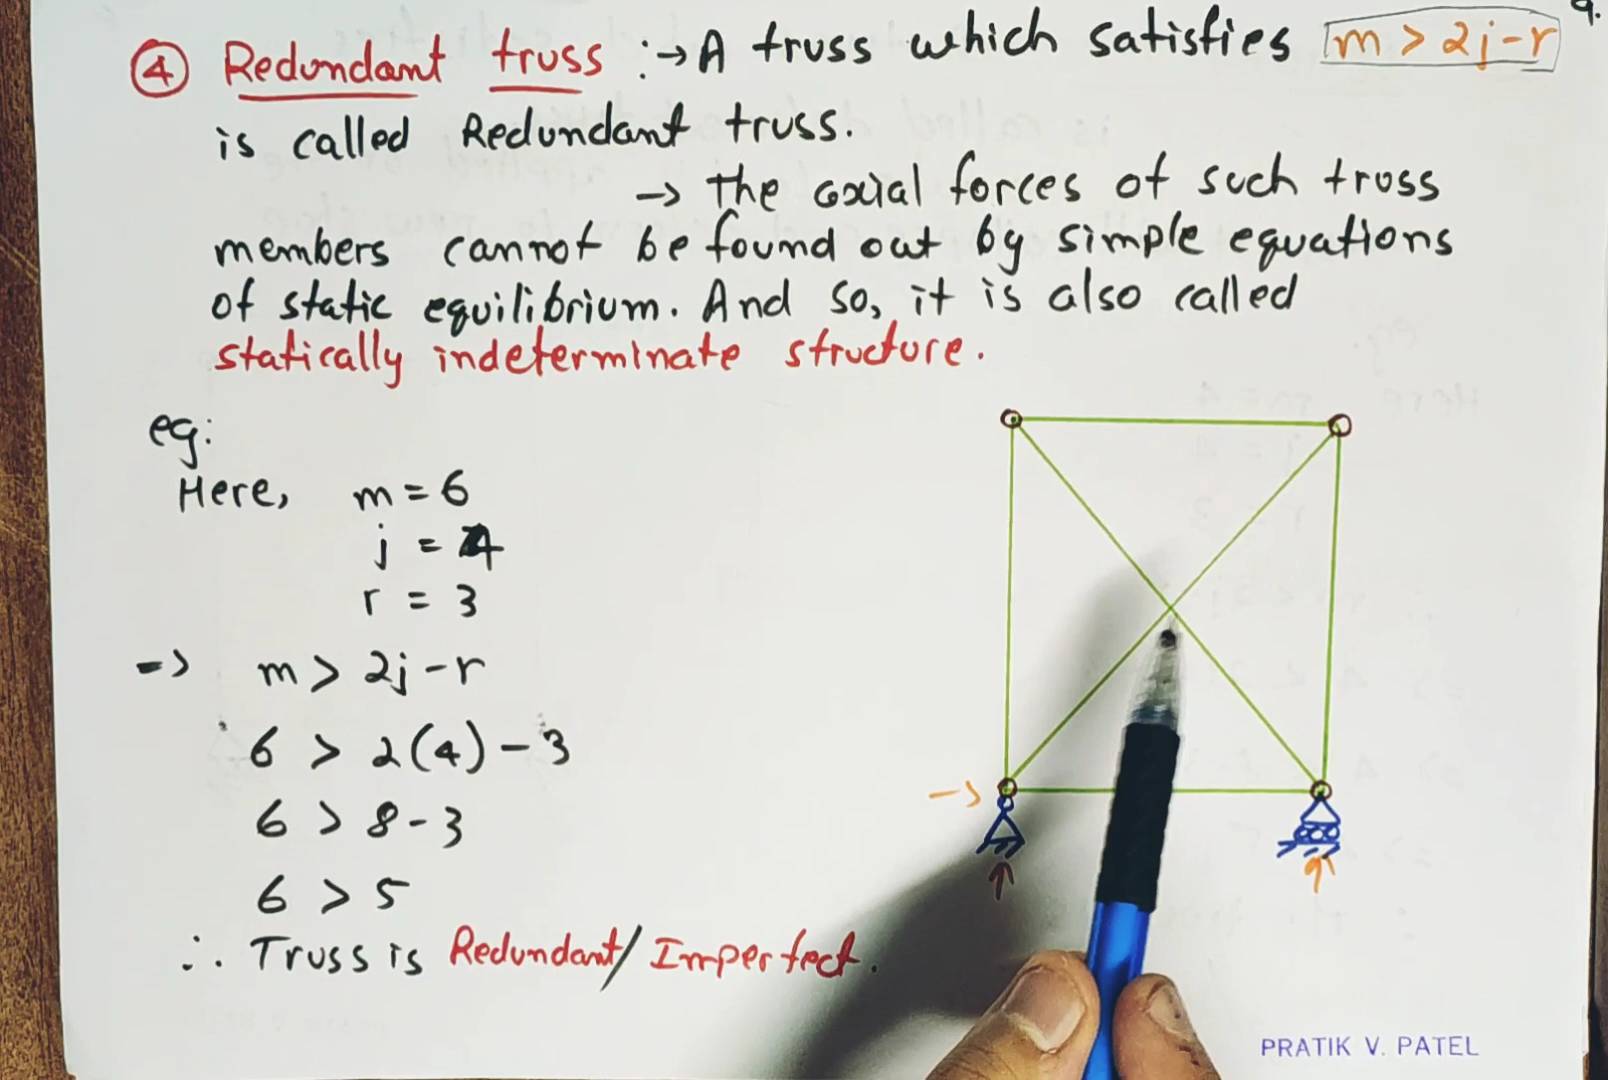 ④ Redundant truss :→ A truss which satisfies m > 2j-r
is called Redundant truss.
→ The axial forces of such truss
members cannot be found out by simple equations
of static equilibrium. And so, it is also called
statically indeterminate structure.
eg:
Here, m = 6
j = 4
r = 3
=> m > 2j - r
6 > 2(4) - 3
6 > 8 - 3
6 > 5
∴ Truss is Redundant/Imperfect.
PRATIK V. PATEL